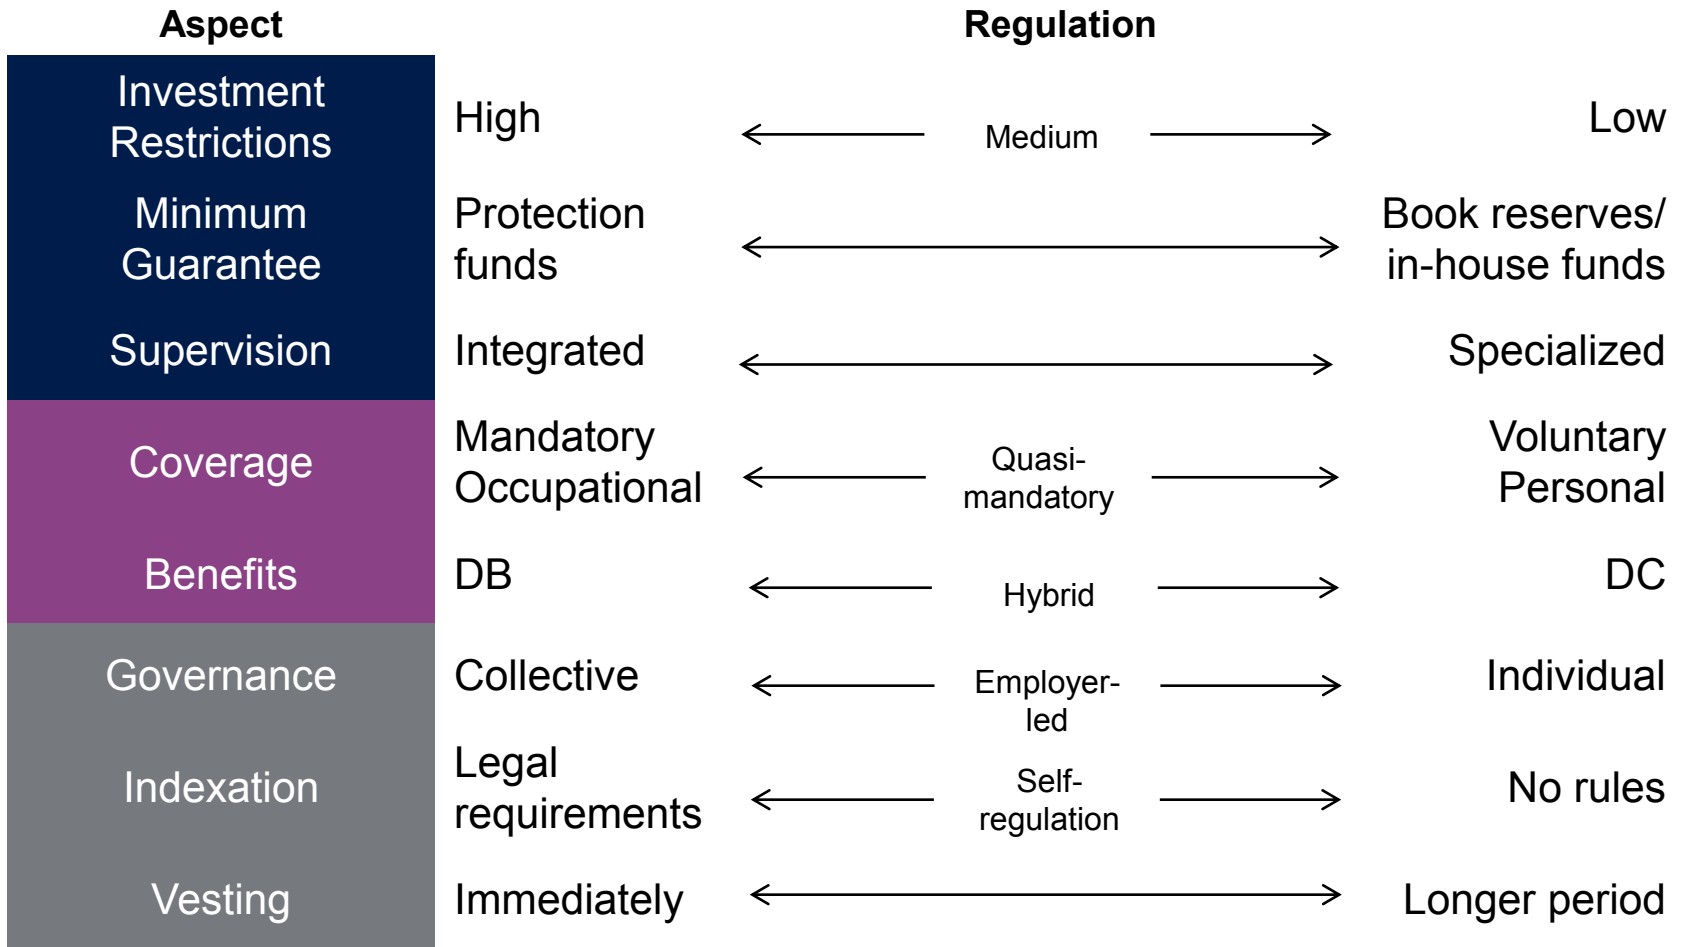 Aspect
Regulation
Investment
Restrictions
High
Medium
Low
Minimum
Guarantee
Protection
funds
Book reserves/
in-house funds
Supervision
Integrated
Specialized
Coverage
Mandatory
Occupational
Quasi-
mandatory
Voluntary
Personal
Benefits
DB
Hybrid
DC
Governance
Collective
Employer-
led
Individual
Indexation
Legal
requirements
Self-
regulation
No rules
Vesting
Immediately
Longer period